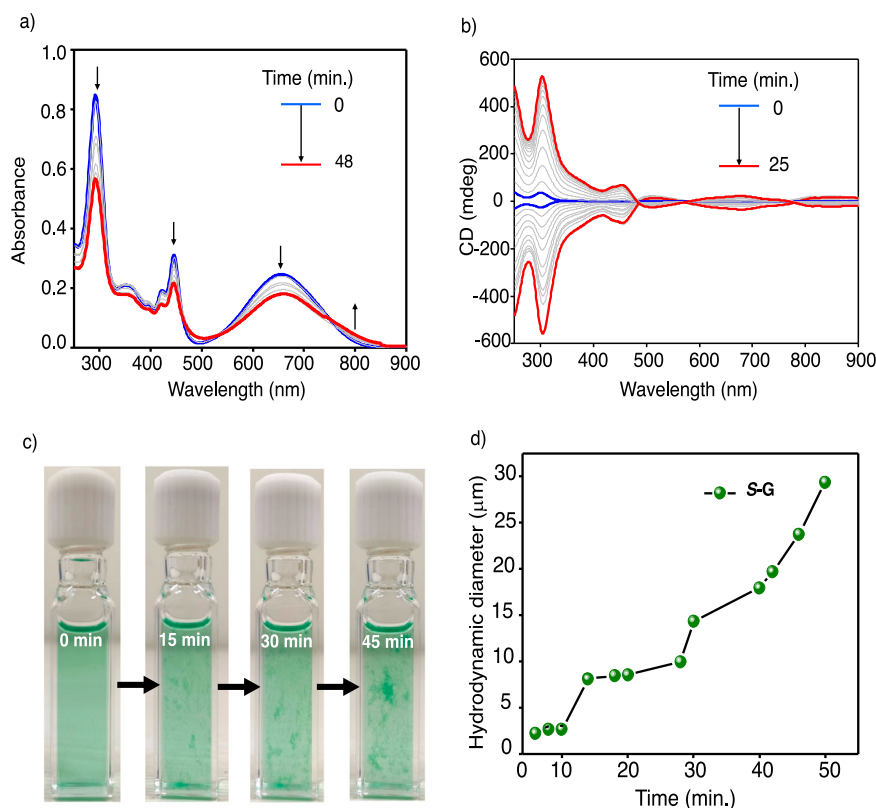 a)
1.0
0.8
0.6
0.4
0.2
0.0
Absorbance
Time (min.)
0
48
300 400 500 600 700 800 900
Wavelength (nm)
b)
600
400
200
0
-200
-400
-600
CD (mdeg)
Time (min.)
0
25
300 400 500 600 700 800 900
Wavelength (nm)
c)
0 min
15 min
30 min
45 min
d)
30
25
20
15
10
5
0
Hydrodynamic diameter (μm)
S-G
0 10 20 30 40 50
Time (min.)